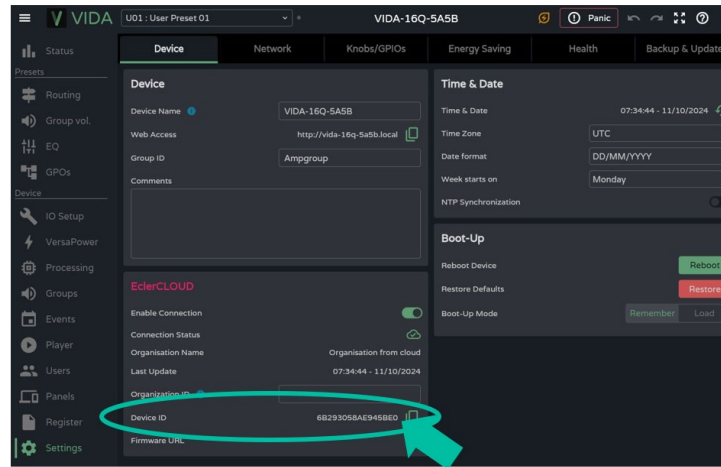 VIDA
U01 : User Preset 01
VIDA-16Q-5A5B
Panic
Status
Presets
Routing
Group vol.
EQ
GPOs
Device
IO Setup
VersaPower
Processing
Groups
Events
Player
Users
Panels
Register
Settings
Device Network Knobs/GPIOs Energy Saving Health Backup & Update
Device
Device Name VIDA-16Q-5A5B
Web Access http://vida-16q-5a5b.local
Group ID Ampgroup
Comments
EclerCLOUD
Enable Connection
Connection Status
Organisation Name Organisation from cloud
Last Update 07:34:44 - 11/10/2024
Organization ID
Device ID 6B293058AE945BE0
Firmware URL
Time & Date
Time & Date 07:34:44 - 11/10/2024
Time Zone UTC
Date format DD/MM/YYYY
Week starts on Monday
NTP Synchronization
Boot-Up
Reboot Device Reboot
Restore Defaults Restore
Boot-Up Mode Remember Load